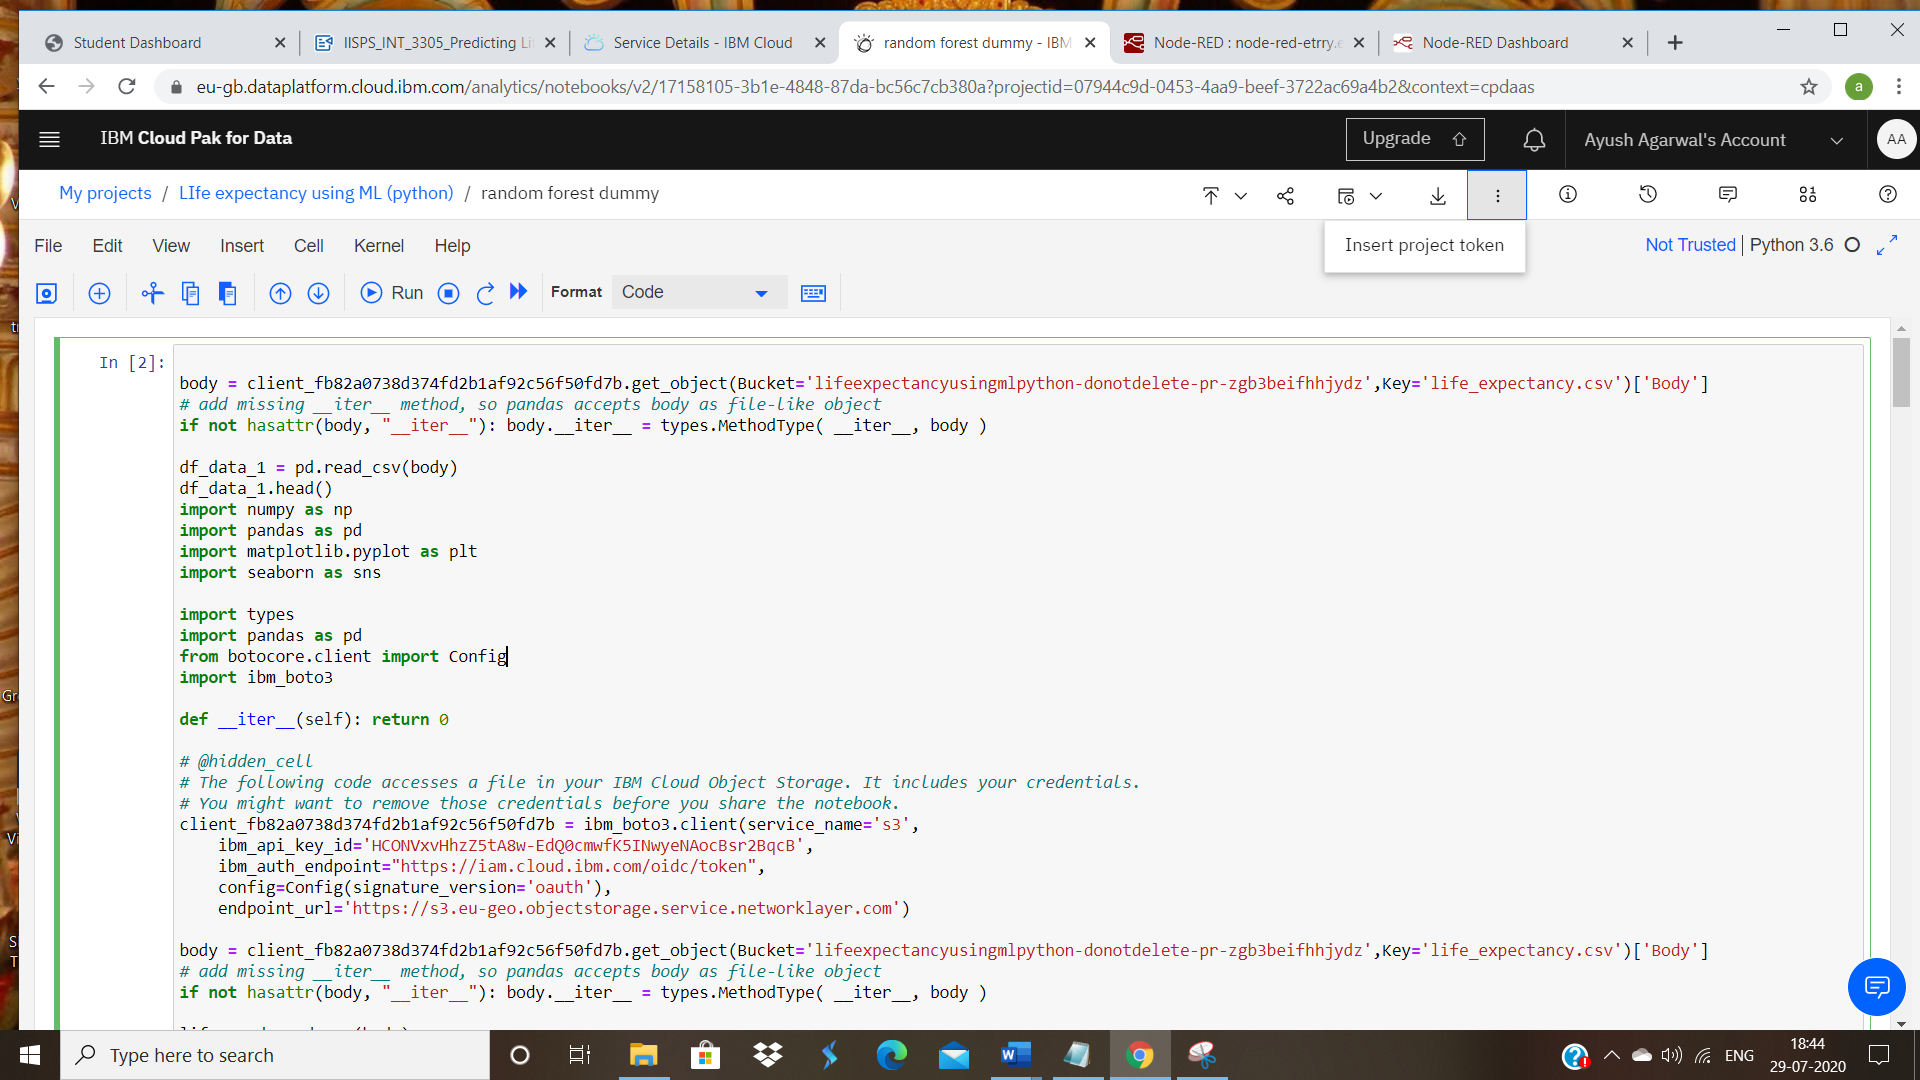 Student Dashboard
IISPS_INT_3305_Predicting Li
Service Details - IBM Cloud
random forest dummy - IBM
Node-RED : node-red-etrry.e
Node-RED Dashboard
eu-gb.dataplatform.cloud.ibm.com/analytics/notebooks/v2/17158105-3b1e-4848-87da-bc56c7cb380a?projectid=07944c9d-0453-4aa9-beef-3722ac69a4b2&context=cpdaas
a
IBM Cloud Pak for Data
Upgrade
Ayush Agarwal's Account
AA
My projects / LIfe expectancy using ML (python) / random forest dummy
Insert project token
File Edit View Insert Cell Kernel Help
Not Trusted Python 3.6
Run
Format
Code
In [2]:
body = client_fb82a0738d374fd2b1af92c56f50fd7b.get_object(Bucket='lifeexpectancyusingmlpython-donotdelete-pr-zgb3beifhhjydz',Key='life_expectancy.csv')['Body']
# add missing __iter__ method, so pandas accepts body as file-like object
if not hasattr(body, "__iter__"): body.__iter__ = types.MethodType( __iter__, body )
df_data_1 = pd.read_csv(body)
df_data_1.head()
import numpy as np
import pandas as pd
import matplotlib.pyplot as plt
import seaborn as sns
import types
import pandas as pd
from botocore.client import Config
import ibm_boto3
def __iter__(self): return 0
# @hidden_cell
# The following code accesses a file in your IBM Cloud Object Storage. It includes your credentials.
# You might want to remove those credentials before you share the notebook.
client_fb82a0738d374fd2b1af92c56f50fd7b = ibm_boto3.client(service_name='s3',
ibm_api_key_id='HCONVxvHhzZ5tA8w-EdQ0cmwfK5INwyeNAocBsr2BqcB',
ibm_auth_endpoint="https://iam.cloud.ibm.com/oidc/token",
config=Config(signature_version='oauth'),
endpoint_url='https://s3.eu-geo.objectstorage.service.networklayer.com')
body = client_fb82a0738d374fd2b1af92c56f50fd7b.get_object(Bucket='lifeexpectancyusingmlpython-donotdelete-pr-zgb3beifhhjydz',Key='life_expectancy.csv')['Body']
# add missing __iter__ method, so pandas accepts body as file-like object
if not hasattr(body, "__iter__"): body.__iter__ = types.MethodType( __iter__, body )
Type here to search
ENG
18:44
29-07-2020